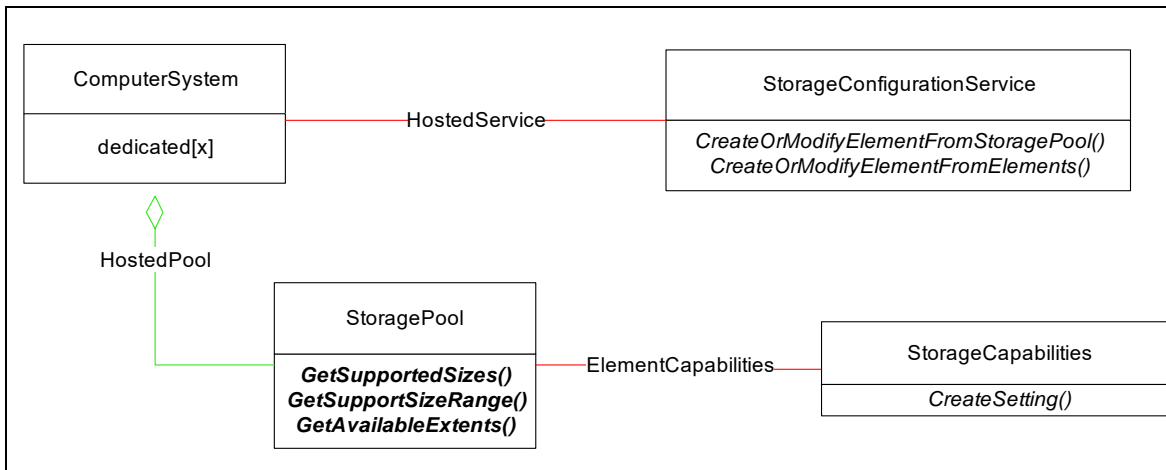 ComputerSystem
dedicated[x]
HostedService
StorageConfigurationService
CreateOrModifyElementFromStoragePool()
CreateOrModifyElementFromElements()
HostedPool
StoragePool
GetSupportedSizes()
GetSupportSizeRange()
GetAvailableExtents()
ElementCapabilities
StorageCapabilities
CreateSetting()